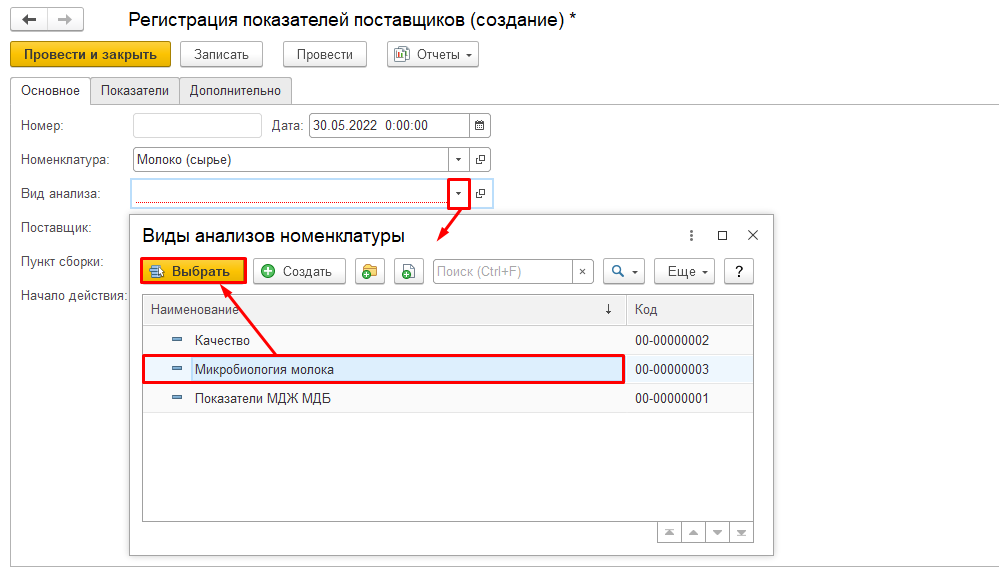 Регистрация показателей поставщиков (создание) *
Провести и закрыть Записать Провести Отчеты
Основное Показатели Дополнительно
Номер: Дата: 30.05.2022 0:00:00
Номенклатура: Молоко (сырье)
Вид анализа:
Поставщик:
Пункт сборки:
Начало действия:
Виды анализов номенклатуры
Выбрать Создать Поиск (Ctrl+F) × Еще ?
Наименование ↓ Код
Качество 00-00000002
Микробиология молока 00-00000003
Показатели МДЖ МДБ 00-00000001